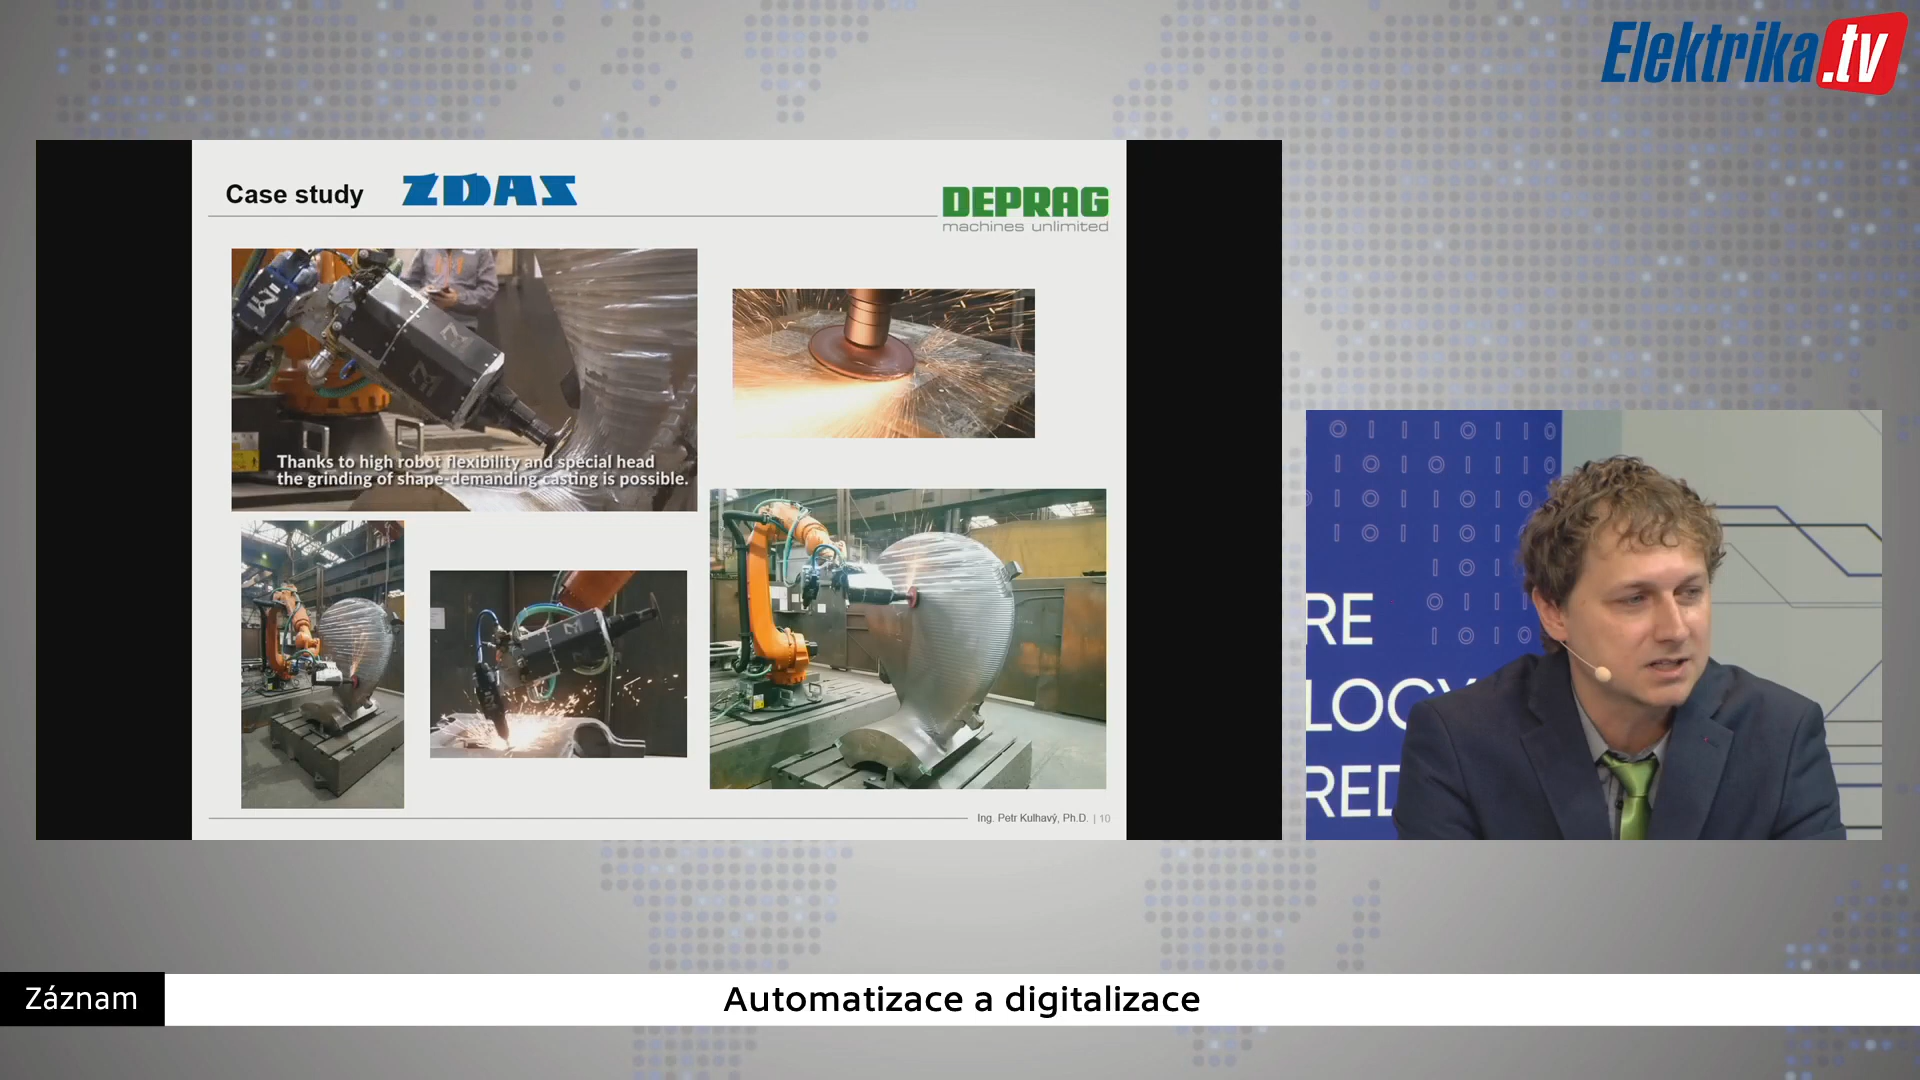 Elektrika.tv
Case study
ZDAS
DEPRAG
machines unlimited
Thanks to high robot flexibility and special head
the grinding of shape-demanding casting is possible.
Ing. Petr Kulhavý, Ph.D. | 10
RE
LOGY
RED
Záznam
Automatizace a digitalizace